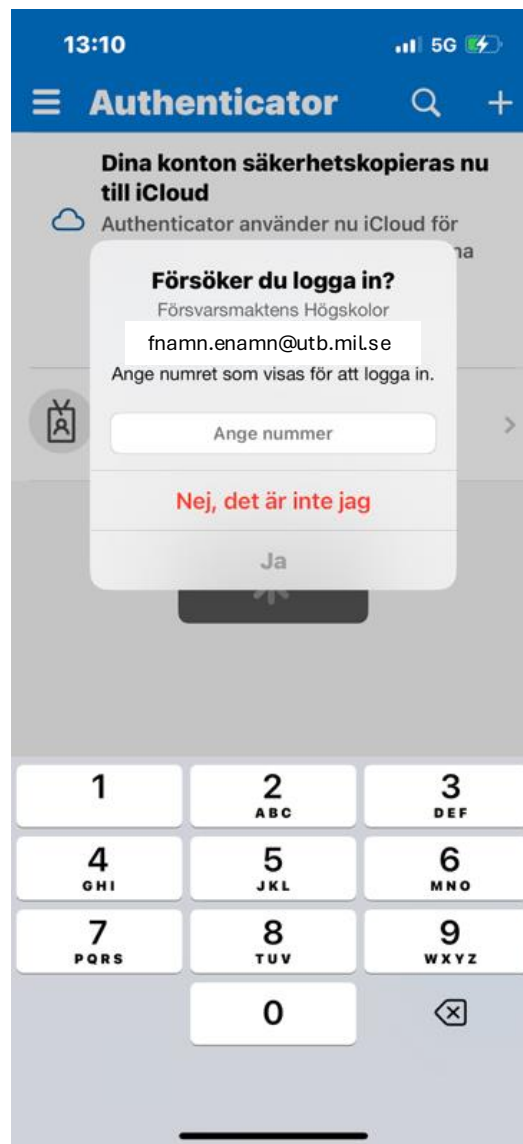 13:10
5G
Authenticator
Dina konton säkerhetskopieras nu
till iCloud
Authenticator använder nu iCloud för
na
Försöker du logga in?
Försvarsmaktens Högskolor
fnamn.enamn@utb.mil.se
Ange numret som visas för att logga in.
Ange nummer
Nej, det är inte jag
Ja
1
2
ABC
3
DEF
4
GHI
5
JKL
6
MNO
7
PQRS
8
TUV
9
WXYZ
0